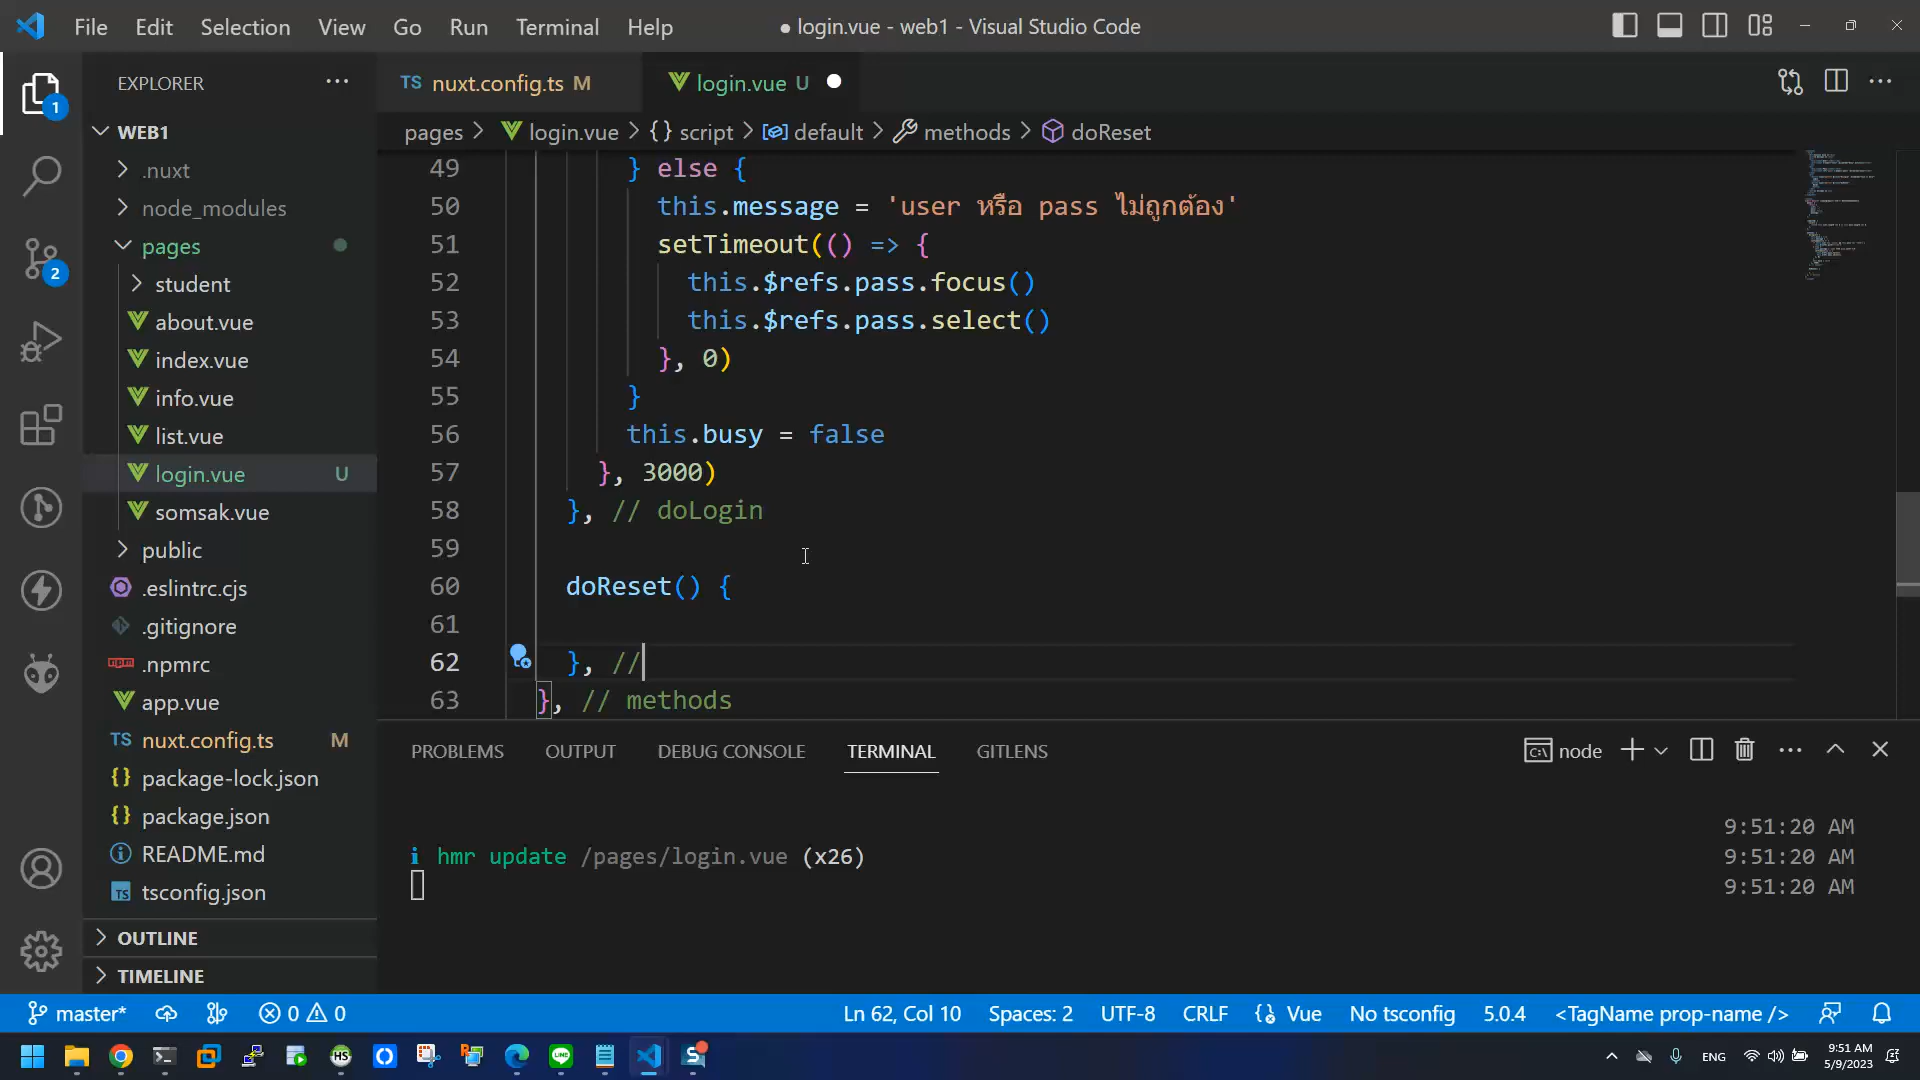 File Edit Selection View Go Run Terminal Help
● login.vue - web1 - Visual Studio Code
EXPLORER
1
2
WEB1
.nuxt
node_modules
pages
student
about.vue
index.vue
info.vue
list.vue
login.vue U
somsak.vue
public
.eslintrc.cjs
.gitignore
.npmrc
app.vue
nuxt.config.ts M
package-lock.json
package.json
README.md
tsconfig.json
OUTLINE
TIMELINE
TS nuxt.config.ts M
login.vue U
pages > login.vue > {} script > default > methods > doReset
49 } else {
50 this.message = 'user หรือ pass ไม่ถูกต้อง'
51 setTimeout(() => {
52 this.$refs.pass.focus()
53 this.$refs.pass.select()
54 }, 0)
55 }
56 this.busy = false
57 }, 3000)
58 }, // doLogin
59
60 doReset() {
61
62 }, //
63 }, // methods
PROBLEMS OUTPUT DEBUG CONSOLE TERMINAL GITLENS
node
9:51:20 AM
i hmr update /pages/login.vue (x26) 9:51:20 AM
9:51:20 AM
master* 0 0 Ln 62, Col 10 Spaces: 2 UTF-8 CRLF Vue No tsconfig 5.0.4 <TagName prop-name />
ENG
9:51 AM
5/9/2023